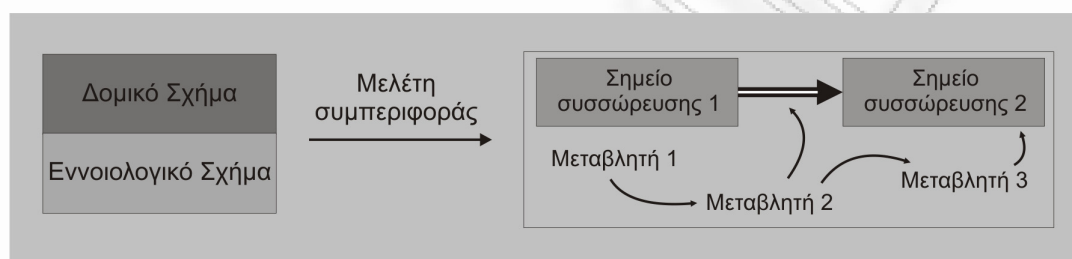 Δομικό Σχήμα
Εννοιολογικό Σχήμα
Μελέτη
συμπεριφοράς
Σημείο
συσσώρευσης 1
Σημείο
συσσώρευσης 2
Μεταβλητή 1
Μεταβλητή 2
Μεταβλητή 3